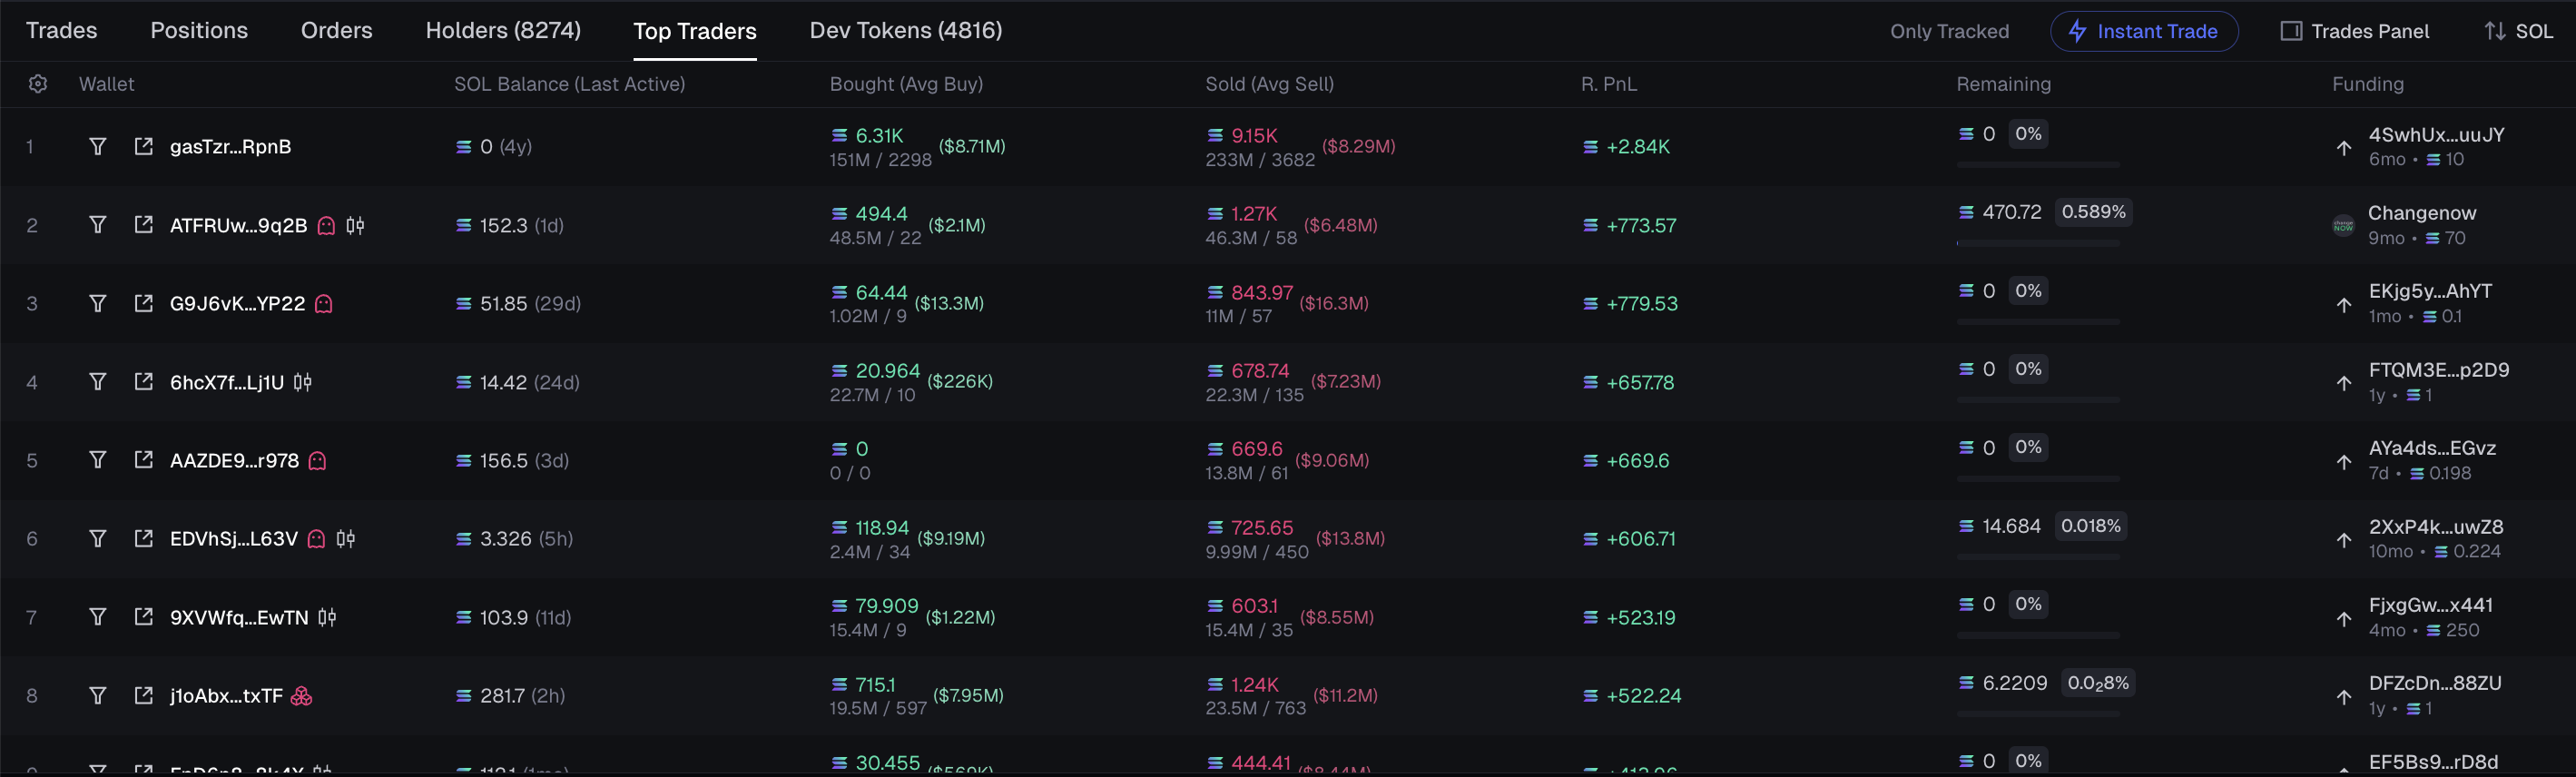 Trades Positions Orders Holders (8274) Top Traders Dev Tokens (4816) Only Tracked Instant Trade Trades Panel SOL
Wallet SOL Balance (Last Active) Bought (Avg Buy) Sold (Avg Sell) R. PnL Remaining Funding
1 gasTzr...RpnB 0 (4y) 6.31K ($8.71M) 9.15K ($8.29M) +2.84K 0 0% 4SwhUx...uuJY
151M / 2298 233M / 3682 6mo • 10
2 ATFRUw...9q2B 152.3 (1d) 494.4 ($2.1M) 1.27K ($6.48M) +773.57 470.72 0.589% Changenow
48.5M / 22 46.3M / 58 9mo • 70
3 G9J6vK...YP22 51.85 (29d) 64.44 ($13.3M) 843.97 ($16.3M) +779.53 0 0% EKjg5y...AhYT
1.02M / 9 11M / 57 1mo • 0.1
4 6hcX7f...Lj1U 14.42 (24d) 20.964 ($226K) 678.74 ($7.23M) +657.78 0 0% FTQM3E...p2D9
22.7M / 10 22.3M / 135 1y • 1
5 AAZDE9...r978 156.5 (3d) 0 669.6 ($9.06M) +669.6 0 0% AYa4ds...EGvz
0 / 0 13.8M / 61 7d • 0.198
6 EDVhSj...L63V 3.326 (5h) 118.94 ($9.19M) 725.65 ($13.8M) +606.71 14.684 0.018% 2XxP4k...uwZ8
2.4M / 34 9.99M / 450 10mo • 0.224
7 9XVWfq...EwTN 103.9 (11d) 79.909 ($1.22M) 603.1 ($8.55M) +523.19 0 0% FjxgGw...x441
15.4M / 9 15.4M / 35 4mo • 250
8 j1oAbx...txTF 281.7 (2h) 715.1 ($7.95M) 1.24K ($11.2M) +522.24 6.2209 0.0₂8% DFZcDn...88ZU
19.5M / 597 23.5M / 763 1y • 1
30.455 444.41 0 0% EF5Bs9...rD8d